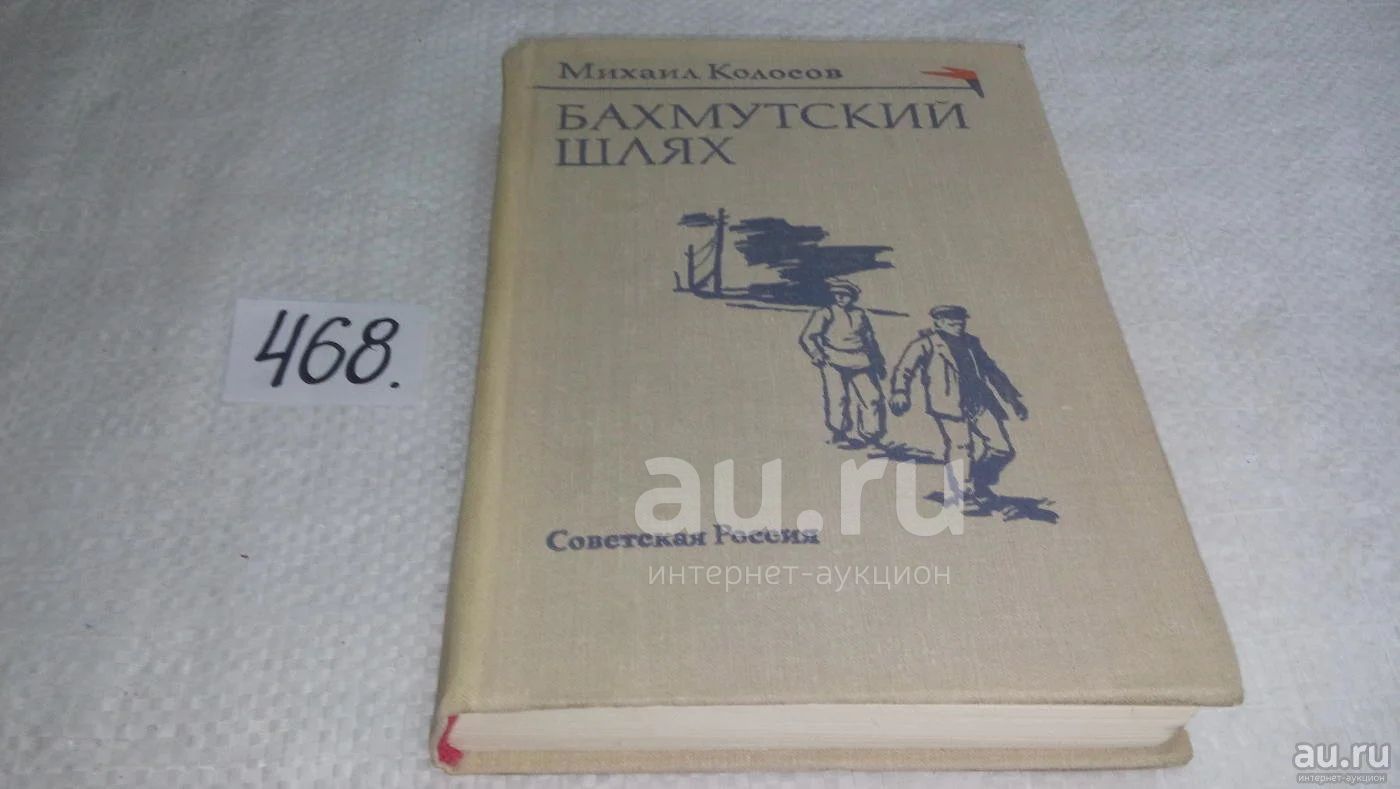 Михаил Колосов
БАХМУТСКИЙ
ШЛЯХ
468.
Советская Россия
au.ru
интернет-аукцион
au.ru
интернет-аукцион